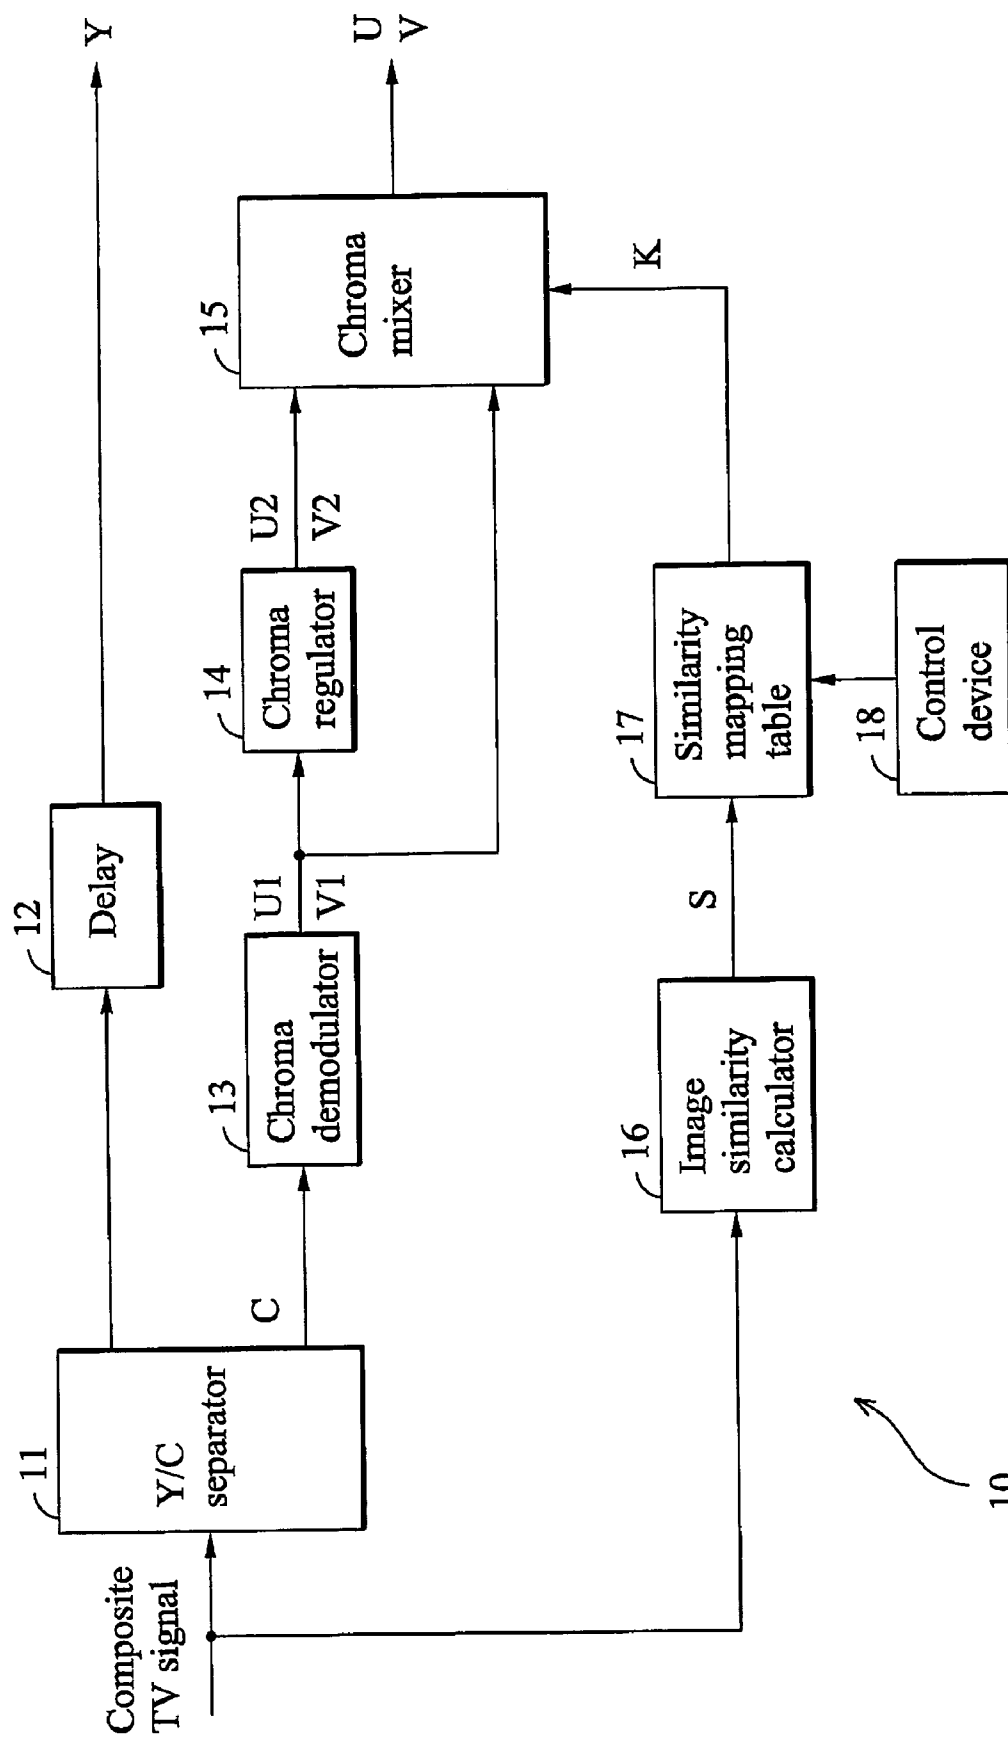 Composite
TV signal
11
Y/C
separator
12
Delay
Y
C
13
Chroma
demodulator
U1
V1
14
Chroma
regulator
U2
V2
15
Chroma
mixer
U
V
16
Image
similarity
calculator
S
17
Similarity
mapping
table
K
18
Control
device
10